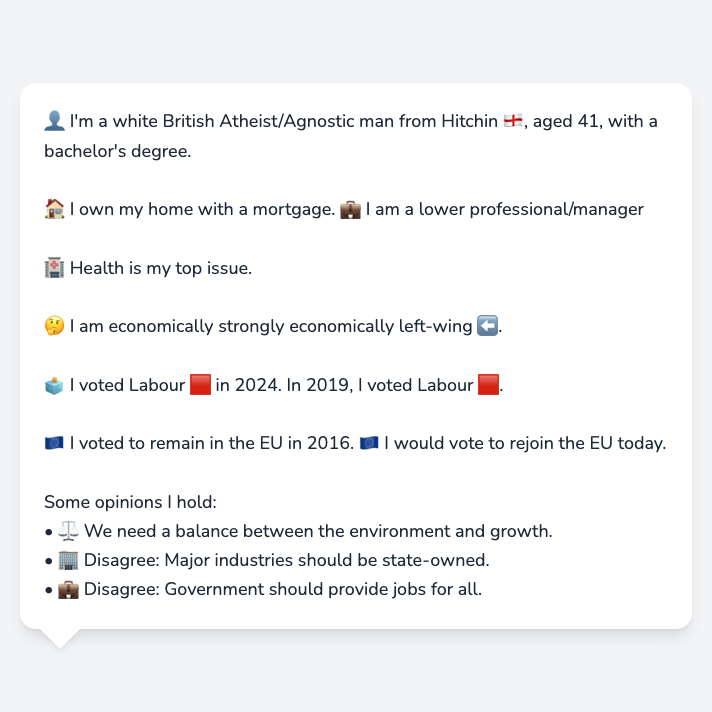 👤 I'm a white British Atheist/Agnostic man from Hitchin 🏴󠁧󠁢󠁥󠁮󠁧󠁿, aged 41, with a
bachelor's degree.
🏠 I own my home with a mortgage. 💼 I am a lower professional/manager
🏥 Health is my top issue.
🤔 I am economically strongly economically left-wing ⬅️.
🗳️ I voted Labour 🟥 in 2024. In 2019, I voted Labour 🟥.
🇪🇺 I voted to remain in the EU in 2016. 🇪🇺 I would vote to rejoin the EU today.
Some opinions I hold:
• ⚖️ We need a balance between the environment and growth.
• 🏢 Disagree: Major industries should be state-owned.
• 💼 Disagree: Government should provide jobs for all.